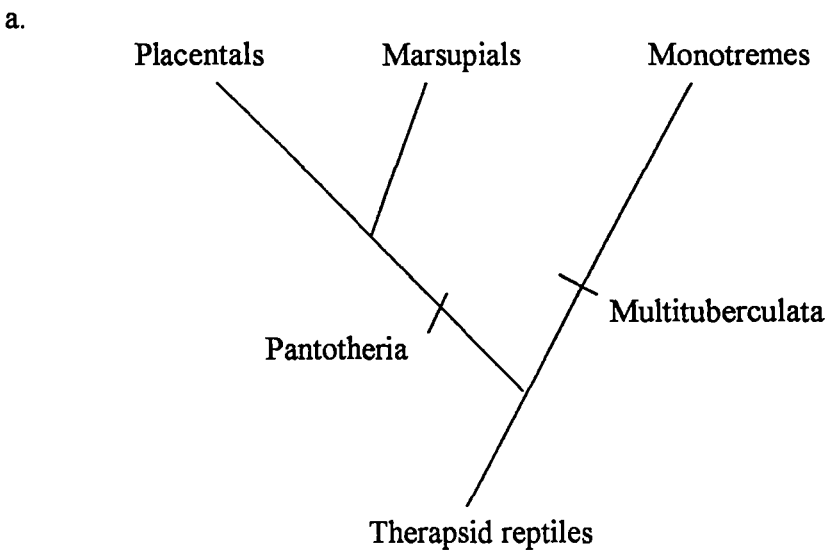 a.
Placentals Marsupials Monotremes
Multituberculata
Pantotheria
Therapsid reptiles